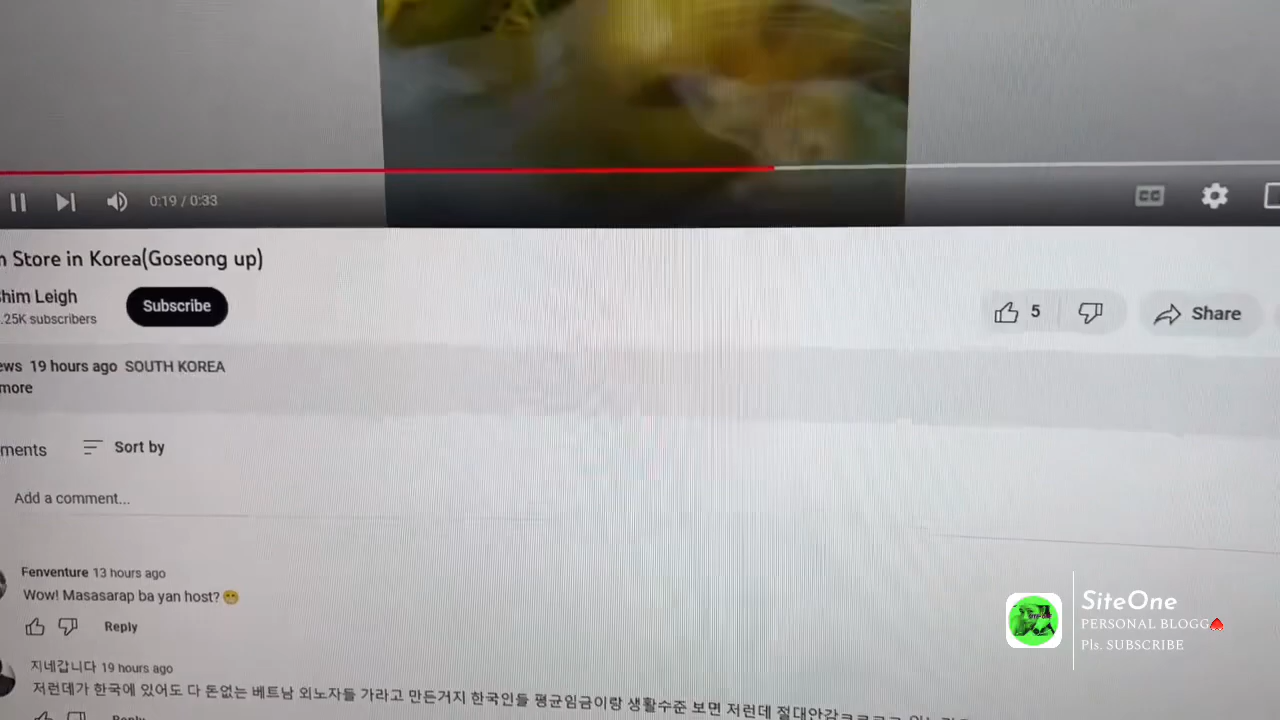 0:19 / 0:33
CC
Store in Korea(Goseong up)
him Leigh
Subscribe
.25K subscribers
5
Share
ews 19 hours ago SOUTH KOREA
more
ments
Sort by
Add a comment...
Fenventure 13 hours ago
Wow! Masasarap ba yan host?😁
Reply
지네갑니다 19 hours ago
저런데가 한국에 있어도 다 돈없는 베트남 외노자들 가라고 만든거지 한국인들 평균임금이랑 생활수준 보면 저런데 절대안감ㅋㅋㅋㅋ
Reply
SiteOne
PERSONAL BLOGG
Pls. SUBSCRIBE